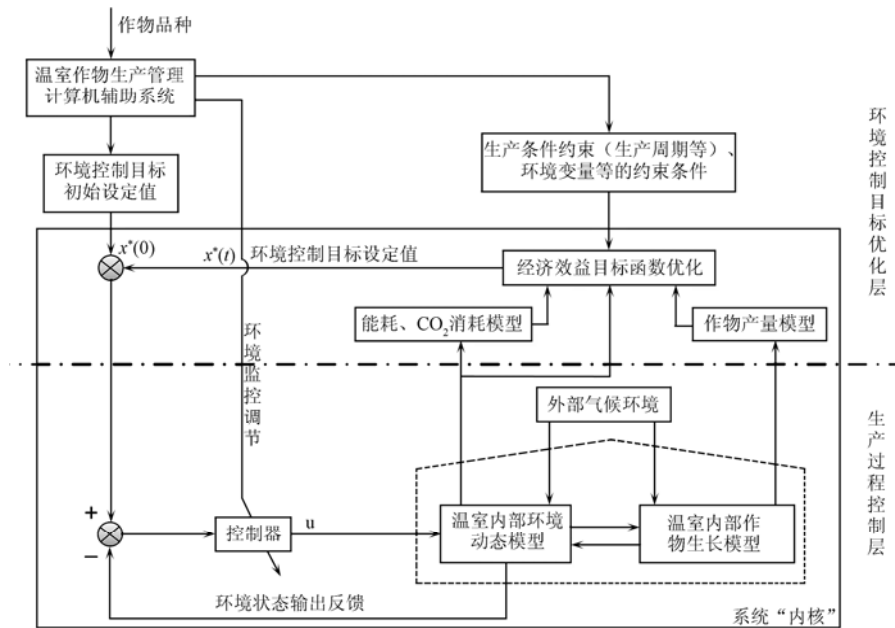 作物品种
温室作物生产管理
计算机辅助系统
环境控制目标
初始设定值
生产条件约束（生产周期等）、
环境变量等的约束条件
环境控制目标优化层
x*(0)
x*(t) 环境控制目标设定值
经济效益目标函数优化
能耗、CO₂消耗模型
作物产量模型
环境监控调节
外部气候环境
生产过程控制层
+
−
控制器
u
温室内部环境
动态模型
温室内部作
物生长模型
环境状态输出反馈
系统“内核”